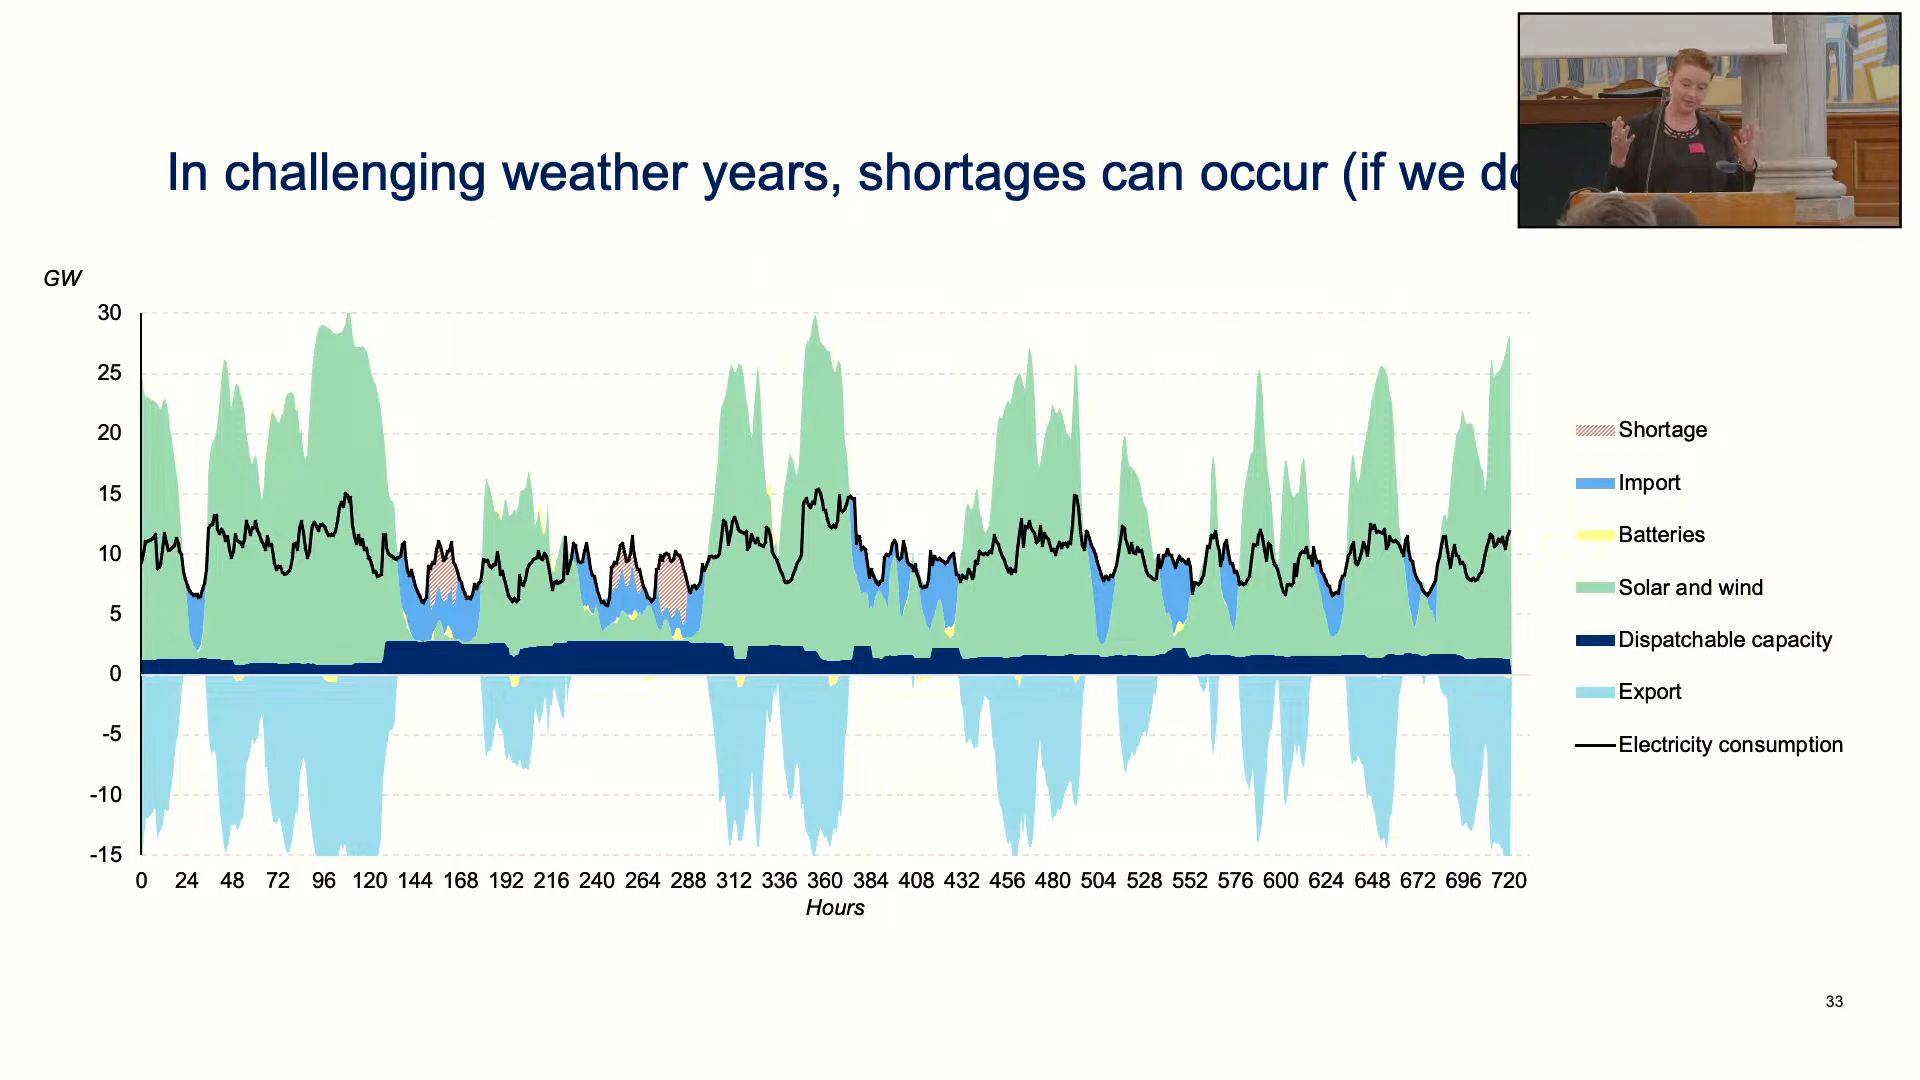 In challenging weather years, shortages can occur (if we do
GW
30
25
20
15
10
5
0
-5
-10
-15
0 24 48 72 96 120 144 168 192 216 240 264 288 312 336 360 384 408 432 456 480 504 528 552 576 600 624 648 672 696 720
Hours
Shortage
Import
Batteries
Solar and wind
Dispatchable capacity
Export
Electricity consumption
33